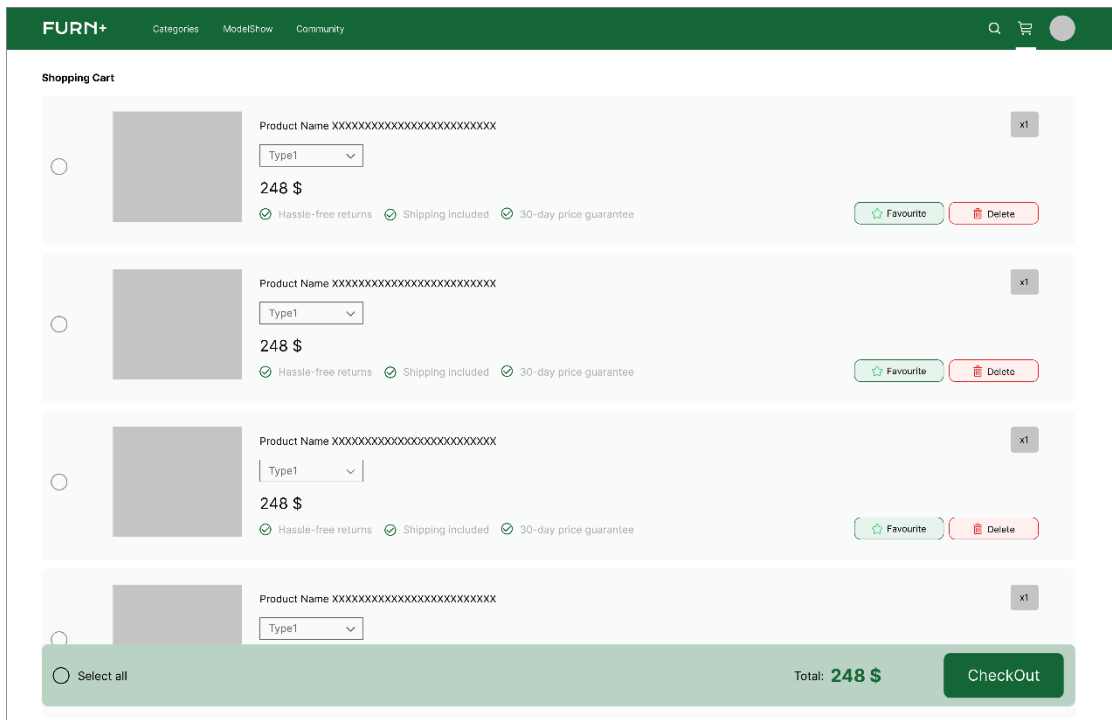 FURN+ Categories ModelShow Community
Shopping Cart
Product Name XXXXXXXXXXXXXXXXXXXXXXXXX x1
Type1
248 $
Hassle-free returns Shipping included 30-day price guarantee Favourite Delete
Product Name XXXXXXXXXXXXXXXXXXXXXXXXX x1
Type1
248 $
Hassle-free returns Shipping included 30-day price guarantee Favourite Delete
Product Name XXXXXXXXXXXXXXXXXXXXXXXXX x1
Type1
248 $
Hassle-free returns Shipping included 30-day price guarantee Favourite Delete
Product Name XXXXXXXXXXXXXXXXXXXXXXXXX x1
Type1
Select all Total: 248 $ CheckOut